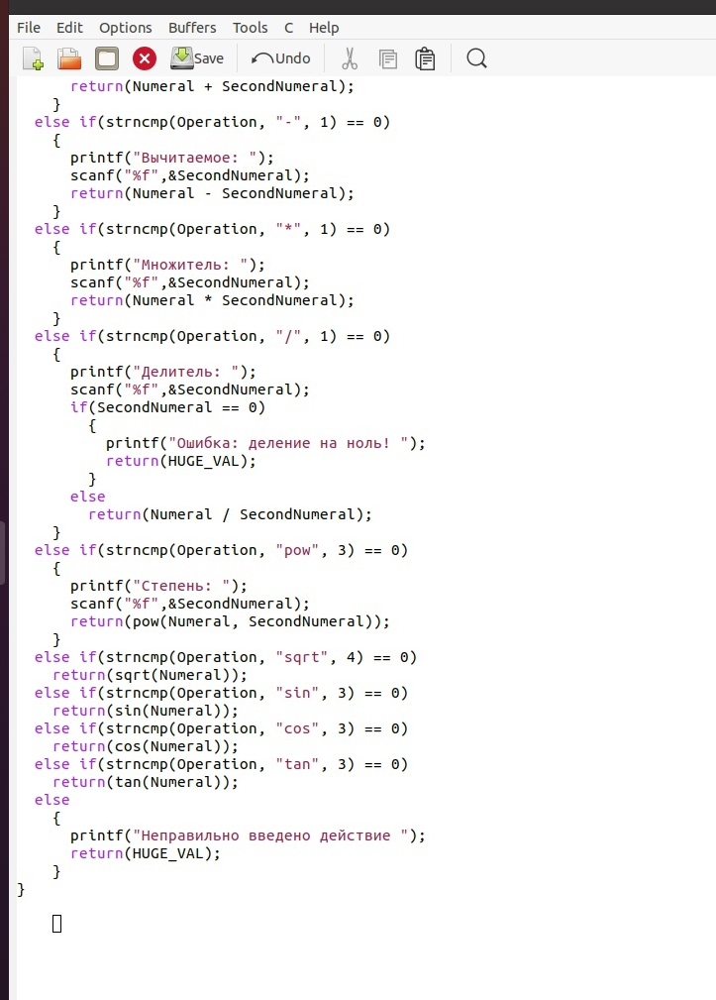 File Edit Options Buffers Tools C Help
Save Undo
return(Numeral + SecondNumeral);
}
else if(strncmp(Operation, "-", 1) == 0)
{
printf("Вычитаемое: ");
scanf("%f",&SecondNumeral);
return(Numeral - SecondNumeral);
}
else if(strncmp(Operation, "*", 1) == 0)
{
printf("Множитель: ");
scanf("%f",&SecondNumeral);
return(Numeral * SecondNumeral);
}
else if(strncmp(Operation, "/", 1) == 0)
{
printf("Делитель: ");
scanf("%f",&SecondNumeral);
if(SecondNumeral == 0)
{
printf("Ошибка: деление на ноль! ");
return(HUGE_VAL);
}
else
return(Numeral / SecondNumeral);
}
else if(strncmp(Operation, "pow", 3) == 0)
{
printf("Степень: ");
scanf("%f",&SecondNumeral);
return(pow(Numeral, SecondNumeral));
}
else if(strncmp(Operation, "sqrt", 4) == 0)
return(sqrt(Numeral));
else if(strncmp(Operation, "sin", 3) == 0)
return(sin(Numeral));
else if(strncmp(Operation, "cos", 3) == 0)
return(cos(Numeral));
else if(strncmp(Operation, "tan", 3) == 0)
return(tan(Numeral));
else
{
printf("Неправильно введено действие ");
return(HUGE_VAL);
}
}